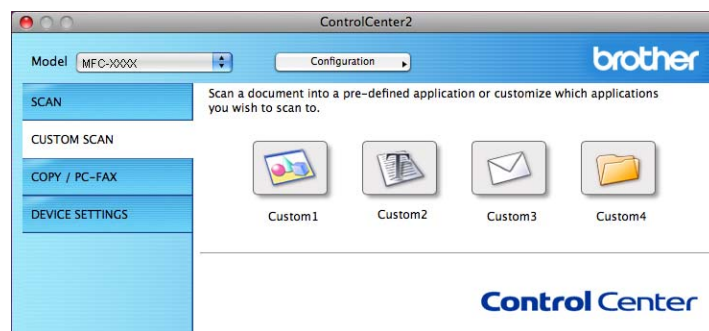 ControlCenter2
Model MFC-XXXX Configuration brother
SCAN
CUSTOM SCAN
COPY / PC-FAX
DEVICE SETTINGS
Scan a document into a pre-defined application or customize which applications
you wish to scan to.
Custom1 Custom2 Custom3 Custom4
Control Center